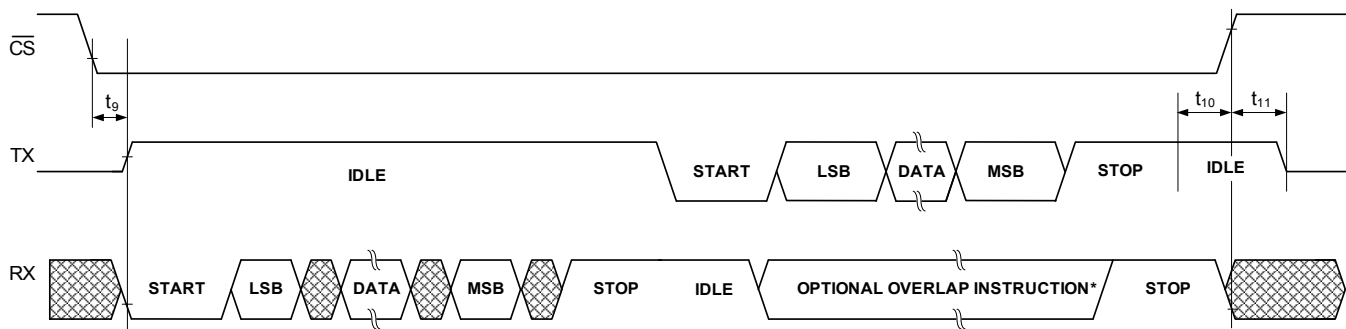 CS
t9
t10
t11
TX
IDLE
START
LSB
DATA
MSB
STOP
IDLE
RX
START
LSB
DATA
MSB
STOP
IDLE
OPTIONAL OVERLAP INSTRUCTION*
STOP